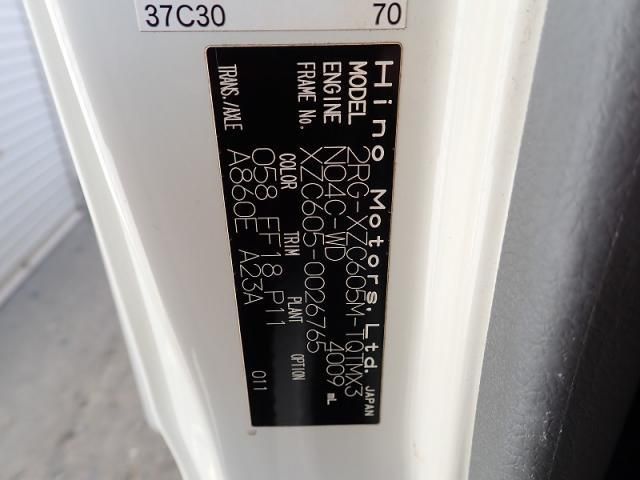 37C30 70
Hino Motors, Ltd. JAPAN
MODEL 2RG-XZC605M-TQTMX3
ENGINE N04C-WD 4009 mL
FRAME No. XZC605-0026765
COLOR TRIM PLANT OPTION
058 FF18 P11 011
TRANS./AXLE A860E A23A